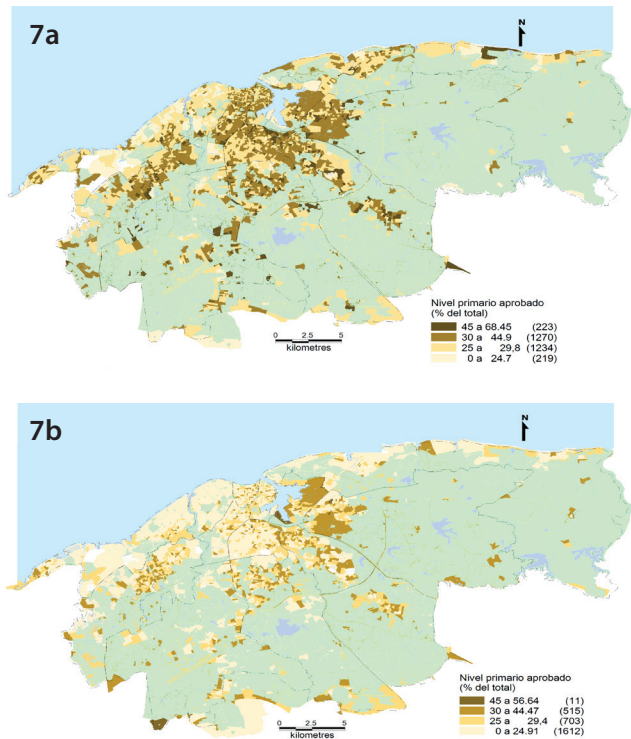 7a
N
Nivel primario aprobado
(% del total)
45 a 68.45 (223)
30 a 44.9 (1270)
25 a 29,8 (1234)
0 a 24.7 (219)
0 2.5 5
kilometres
7b
N
Nivel primario aprobado
(% del total)
45 a 56.64 (11)
30 a 44.47 (515)
25 a 29,4 (703)
0 a 24.91 (1612)
0 2.5 5
kilometres